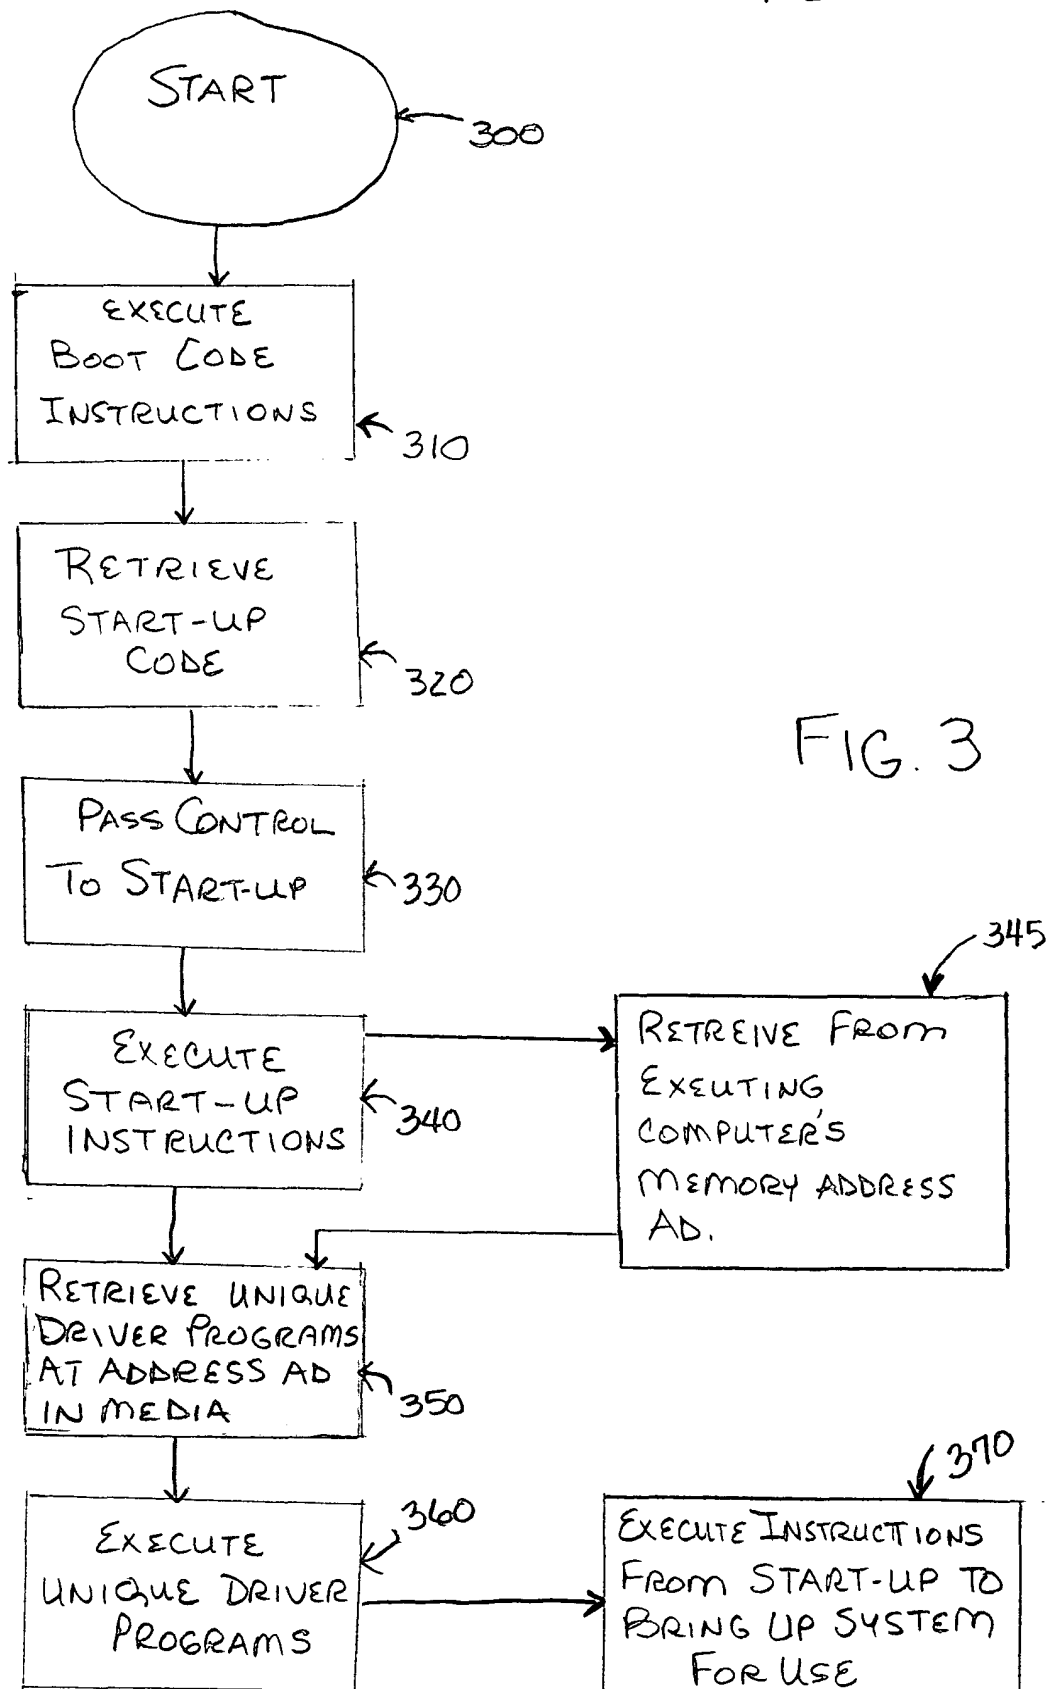 START
300
EXECUTE
BOOT CODE
INSTRUCTIONS
310
RETRIEVE
START-UP
CODE
320
FIG. 3
PASS CONTROL
TO START-UP
330
345
EXECUTE
START-UP
INSTRUCTIONS
340
RETREIVE FROM
EXEUTING
COMPUTER'S
MEMORY ADDRESS
AD.
RETRIEVE UNIQUE
DRIVER PROGRAMS
AT ADDRESS AD
IN MEDIA
350
370
360
EXECUTE
UNIQUE DRIVER
PROGRAMS
EXECUTE INSTRUCTIONS
FROM START-UP TO
BRING UP SYSTEM
FOR USE